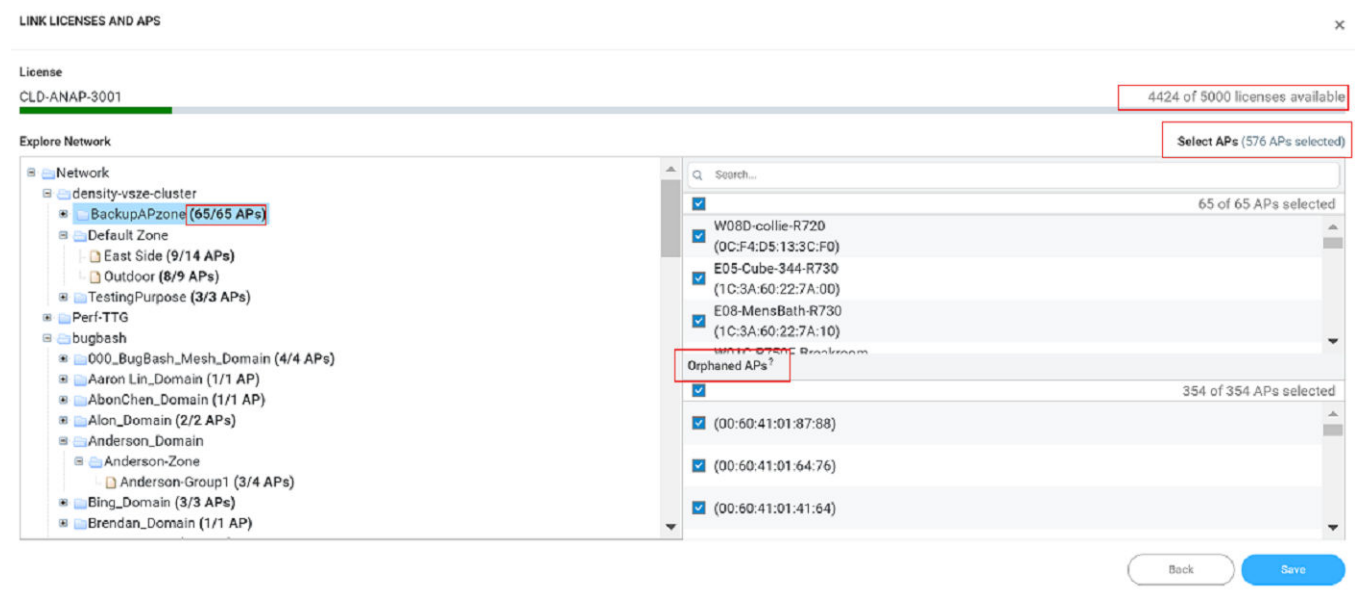 LINK LICENSES AND APS
License
CLD-ANAP-3001
4424 of 5000 licenses available
Explore Network
Select APs (576 APs selected)
Network
density-vsze-cluster
BackupAPzone (65/65 APs)
Default Zone
East Side (9/14 APs)
Outdoor (8/9 APs)
TestingPurpose (3/3 APs)
Perf-TTG
bugbash
000_BugBash_Mesh_Domain (4/4 APs)
Aaron Lin_Domain (1/1 AP)
AbonChen_Domain (1/1 AP)
Alon_Domain (2/2 APs)
Anderson_Domain
Anderson-Zone
Anderson-Group1 (3/4 APs)
Bing_Domain (3/3 APs)
Brendan_Domain (1/1 AP)
Search...
65 of 65 APs selected
W08D-collie-R720
(0C:F4:D5:13:3C:F0)
E05-Cube-344-R730
(1C:3A:60:22:7A:00)
E08-MensBath-R730
(1C:3A:60:22:7A:10)
Orphaned APs?
354 of 354 APs selected
(00:60:41:01:87:88)
(00:60:41:01:64:76)
(00:60:41:01:41:64)
Back
Save